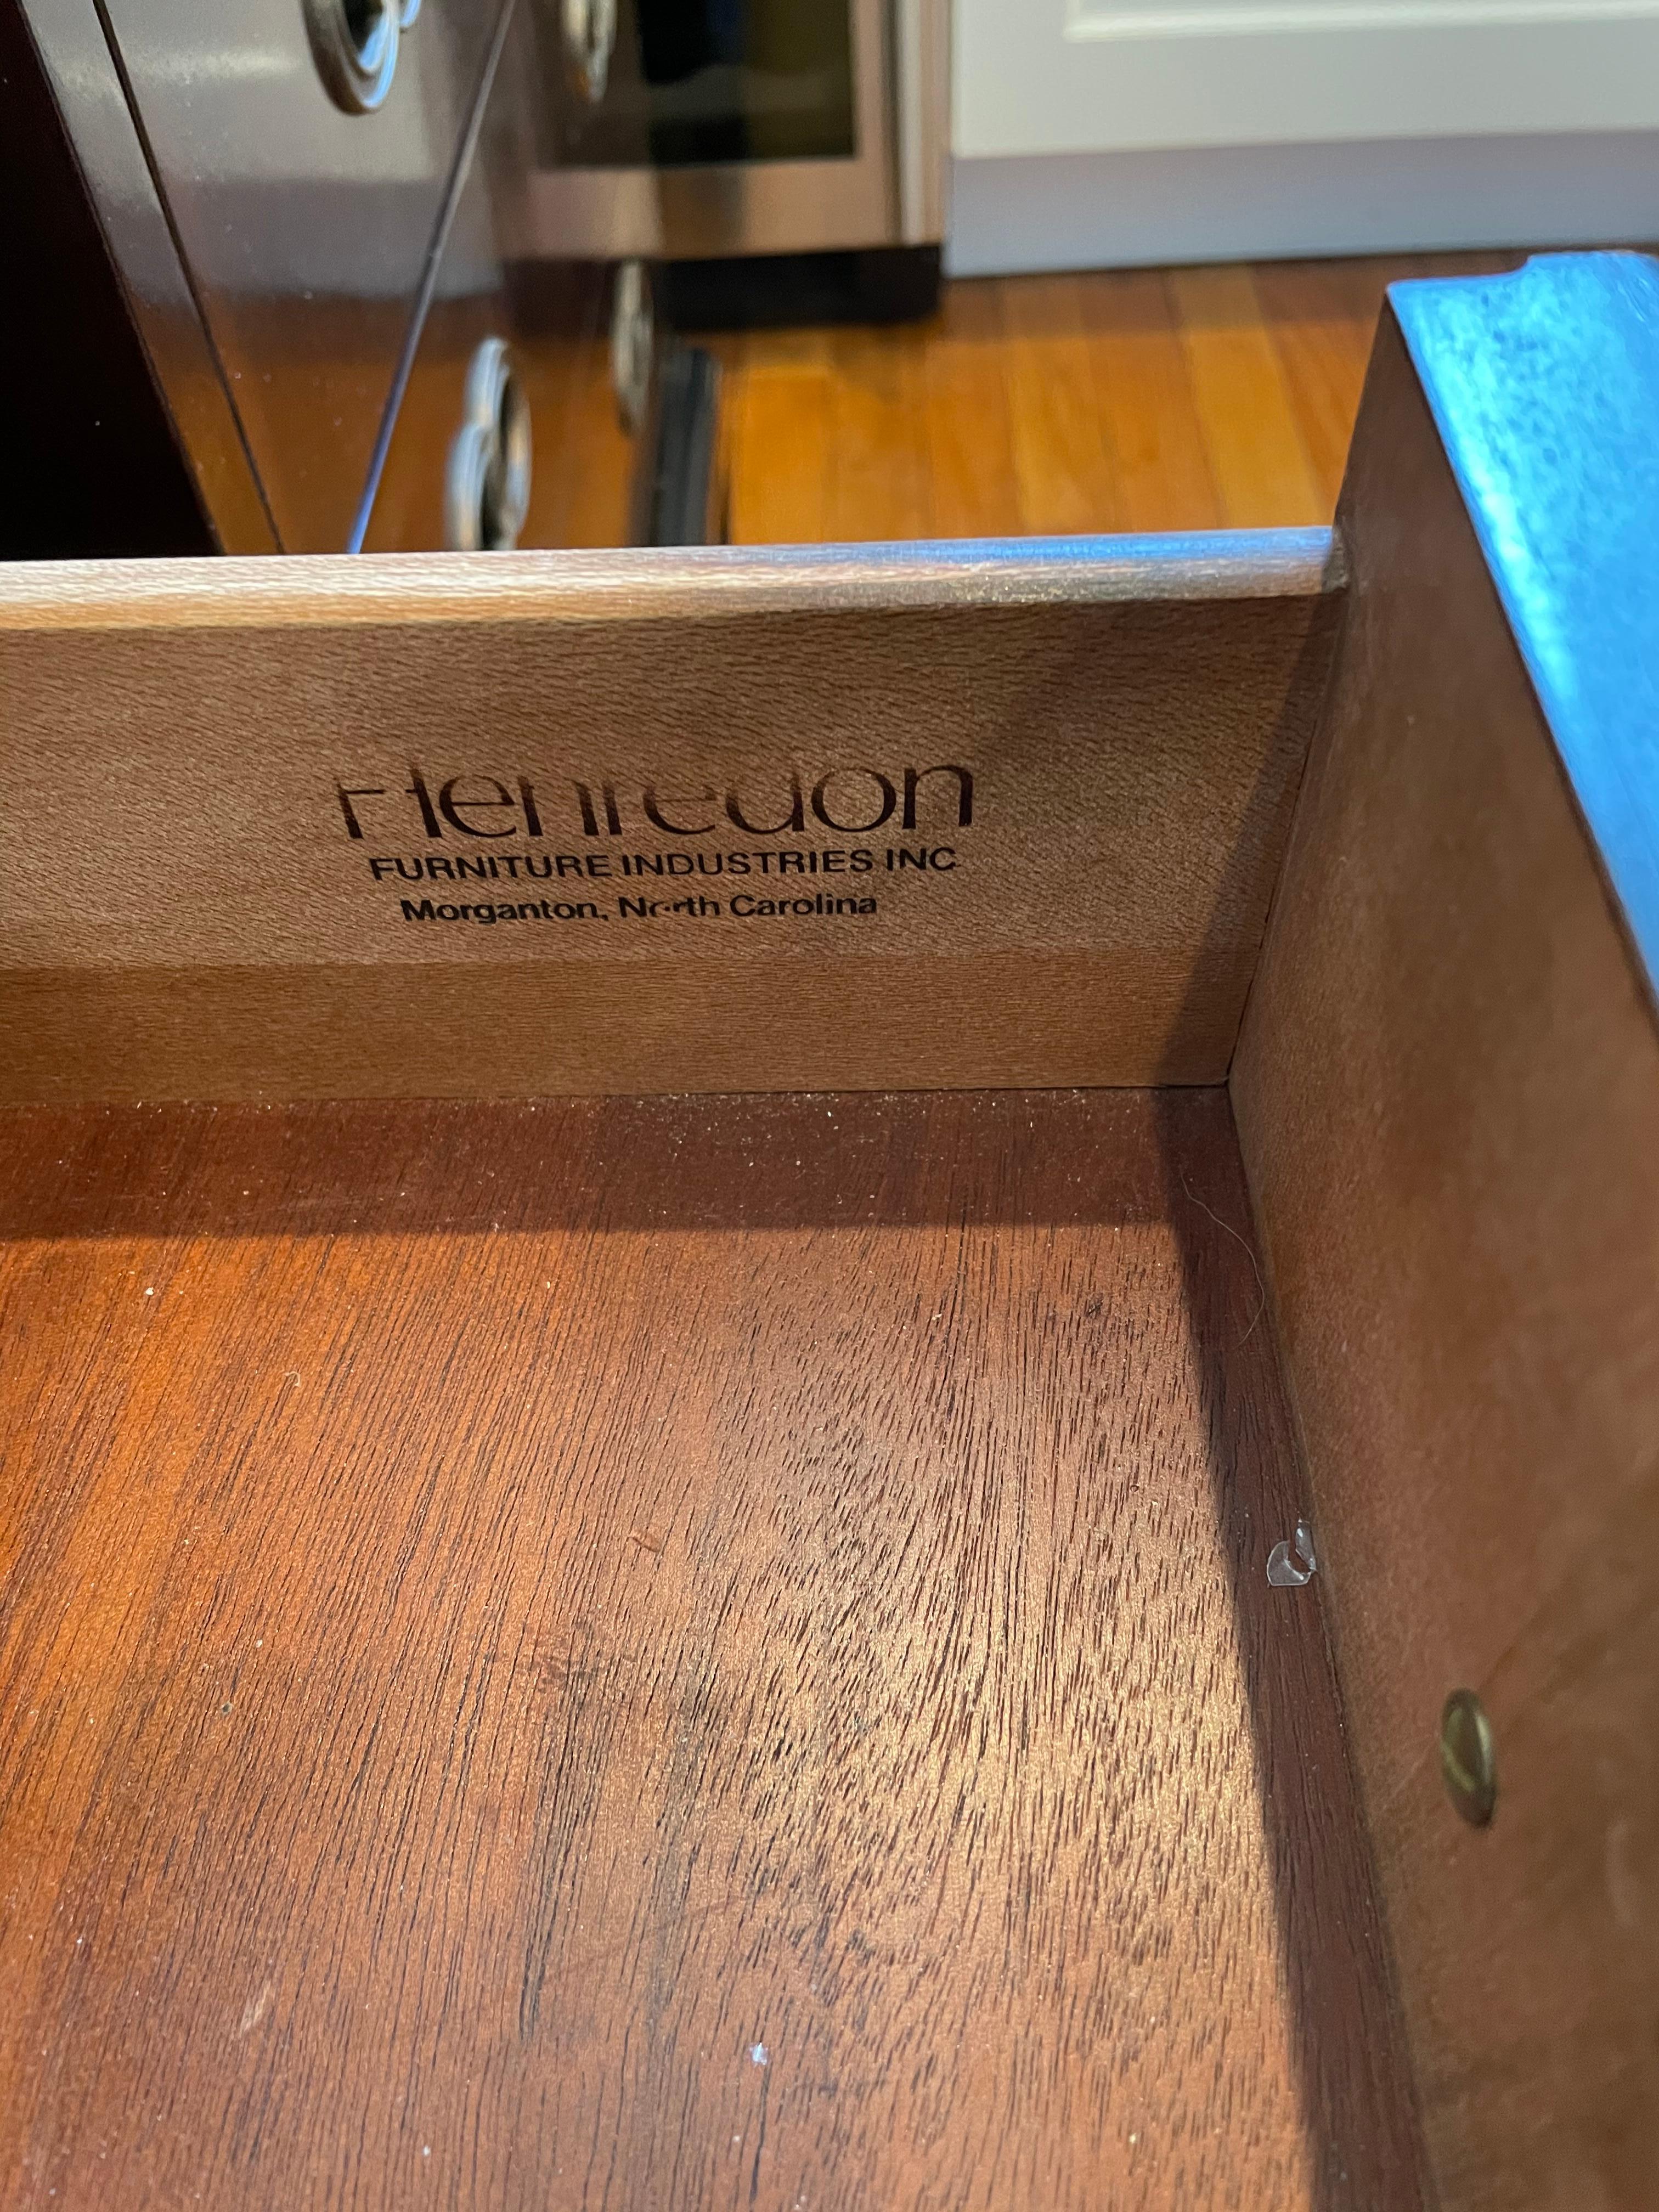 Henredon
FURNITURE INDUSTRIES INC
Morganton, North Carolina